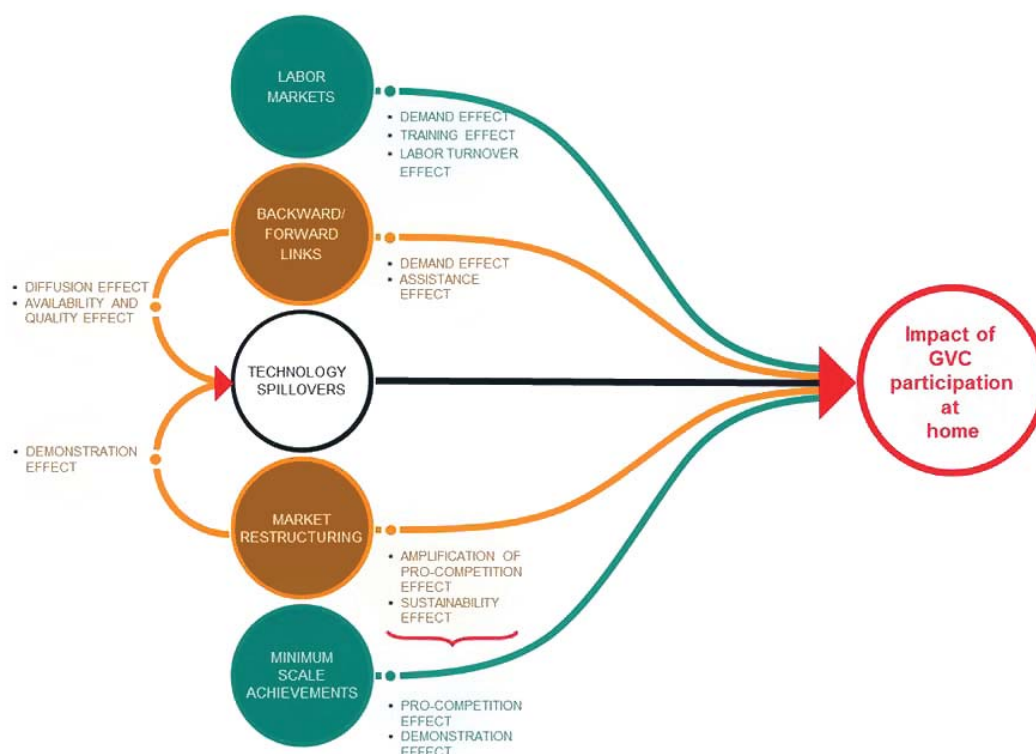 LABOR
MARKETS
• DEMAND EFFECT
• TRAINING EFFECT
• LABOR TURNOVER
EFFECT
BACKWARD/
FORWARD
LINKS
• DEMAND EFFECT
• ASSISTANCE
EFFECT
• DIFFUSION EFFECT
• AVAILABILITY AND
QUALITY EFFECT
TECHNOLOGY
SPILLOVERS
Impact of
GVC
participation
at
home
• DEMONSTRATION
EFFECT
MARKET
RESTRUCTURING
• AMPLIFICATION OF
PRO-COMPETITION
EFFECT
• SUSTAINABILITY
EFFECT
MINIMUM
SCALE
ACHIEVEMENTS
• PRO-COMPETITION
EFFECT
• DEMONSTRATION
EFFECT